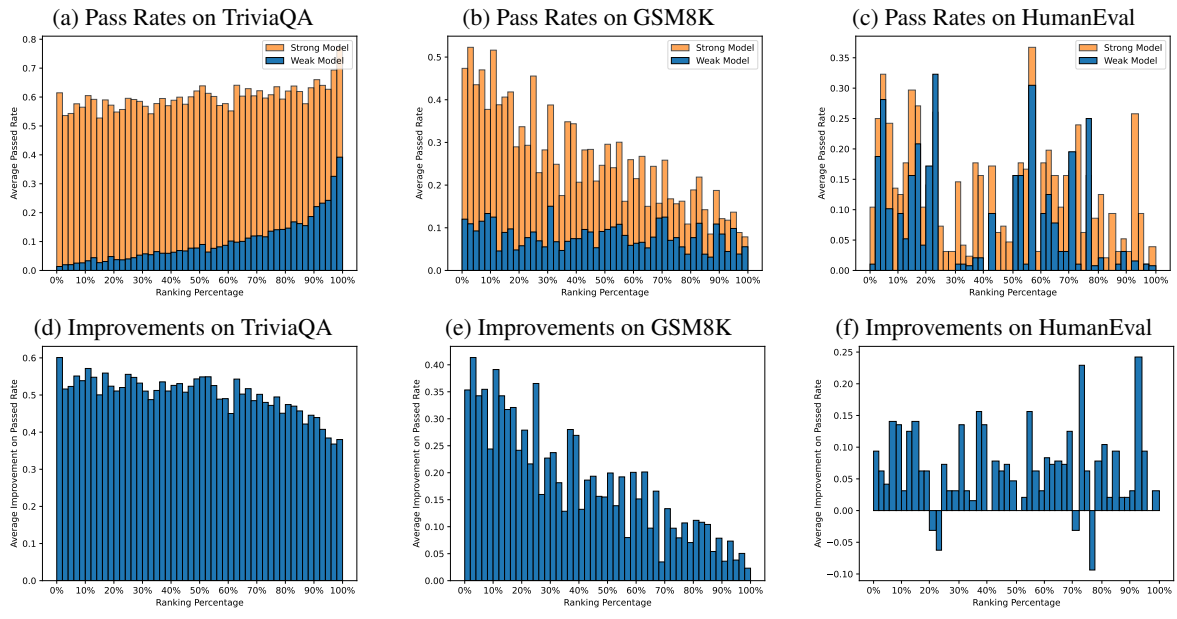 (a) Pass Rates on TriviaQA
0.8
0.7
0.6
0.5
0.4
0.3
0.2
0.1
0.0
Average Passed Rate
Strong Model
Weak Model
0% 10% 20% 30% 40% 50% 60% 70% 80% 90% 100%
Ranking Percentage
(b) Pass Rates on GSM8K
0.5
0.4
0.3
0.2
0.1
0.0
Average Passed Rate
Strong Model
Weak Model
0% 10% 20% 30% 40% 50% 60% 70% 80% 90% 100%
Ranking Percentage
(c) Pass Rates on HumanEval
0.35
0.30
0.25
0.20
0.15
0.10
0.05
0.00
Average Passed Rate
Strong Model
Weak Model
0% 10% 20% 30% 40% 50% 60% 70% 80% 90% 100%
Ranking Percentage
(d) Improvements on TriviaQA
0.6
0.5
0.4
0.3
0.2
0.1
0.0
Average Improvement on Passed Rate
0% 10% 20% 30% 40% 50% 60% 70% 80% 90% 100%
Ranking Percentage
(e) Improvements on GSM8K
0.40
0.35
0.30
0.25
0.20
0.15
0.10
0.05
0.00
Average Improvement on Passed Rate
0% 10% 20% 30% 40% 50% 60% 70% 80% 90% 100%
Ranking Percentage
(f) Improvements on HumanEval
0.25
0.20
0.15
0.10
0.05
0.00
−0.05
−0.10
Average Improvement on Passed Rate
0% 10% 20% 30% 40% 50% 60% 70% 80% 90% 100%
Ranking Percentage